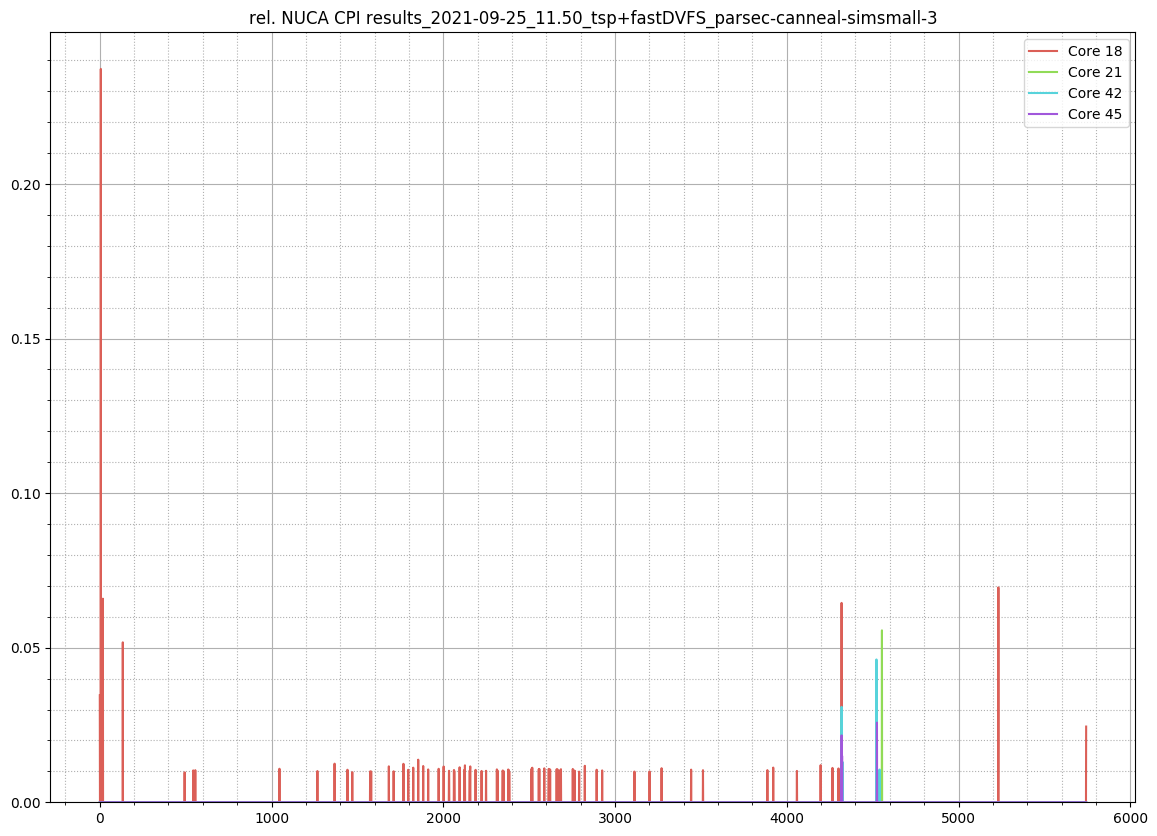 rel. NUCA CPI results_2021-09-25_11.50_tsp+fastDVFS_parsec-canneal-simsmall-3
Core 18
Core 21
Core 42
Core 45
0.20
0.15
0.10
0.05
0.00
0 1000 2000 3000 4000 5000 6000